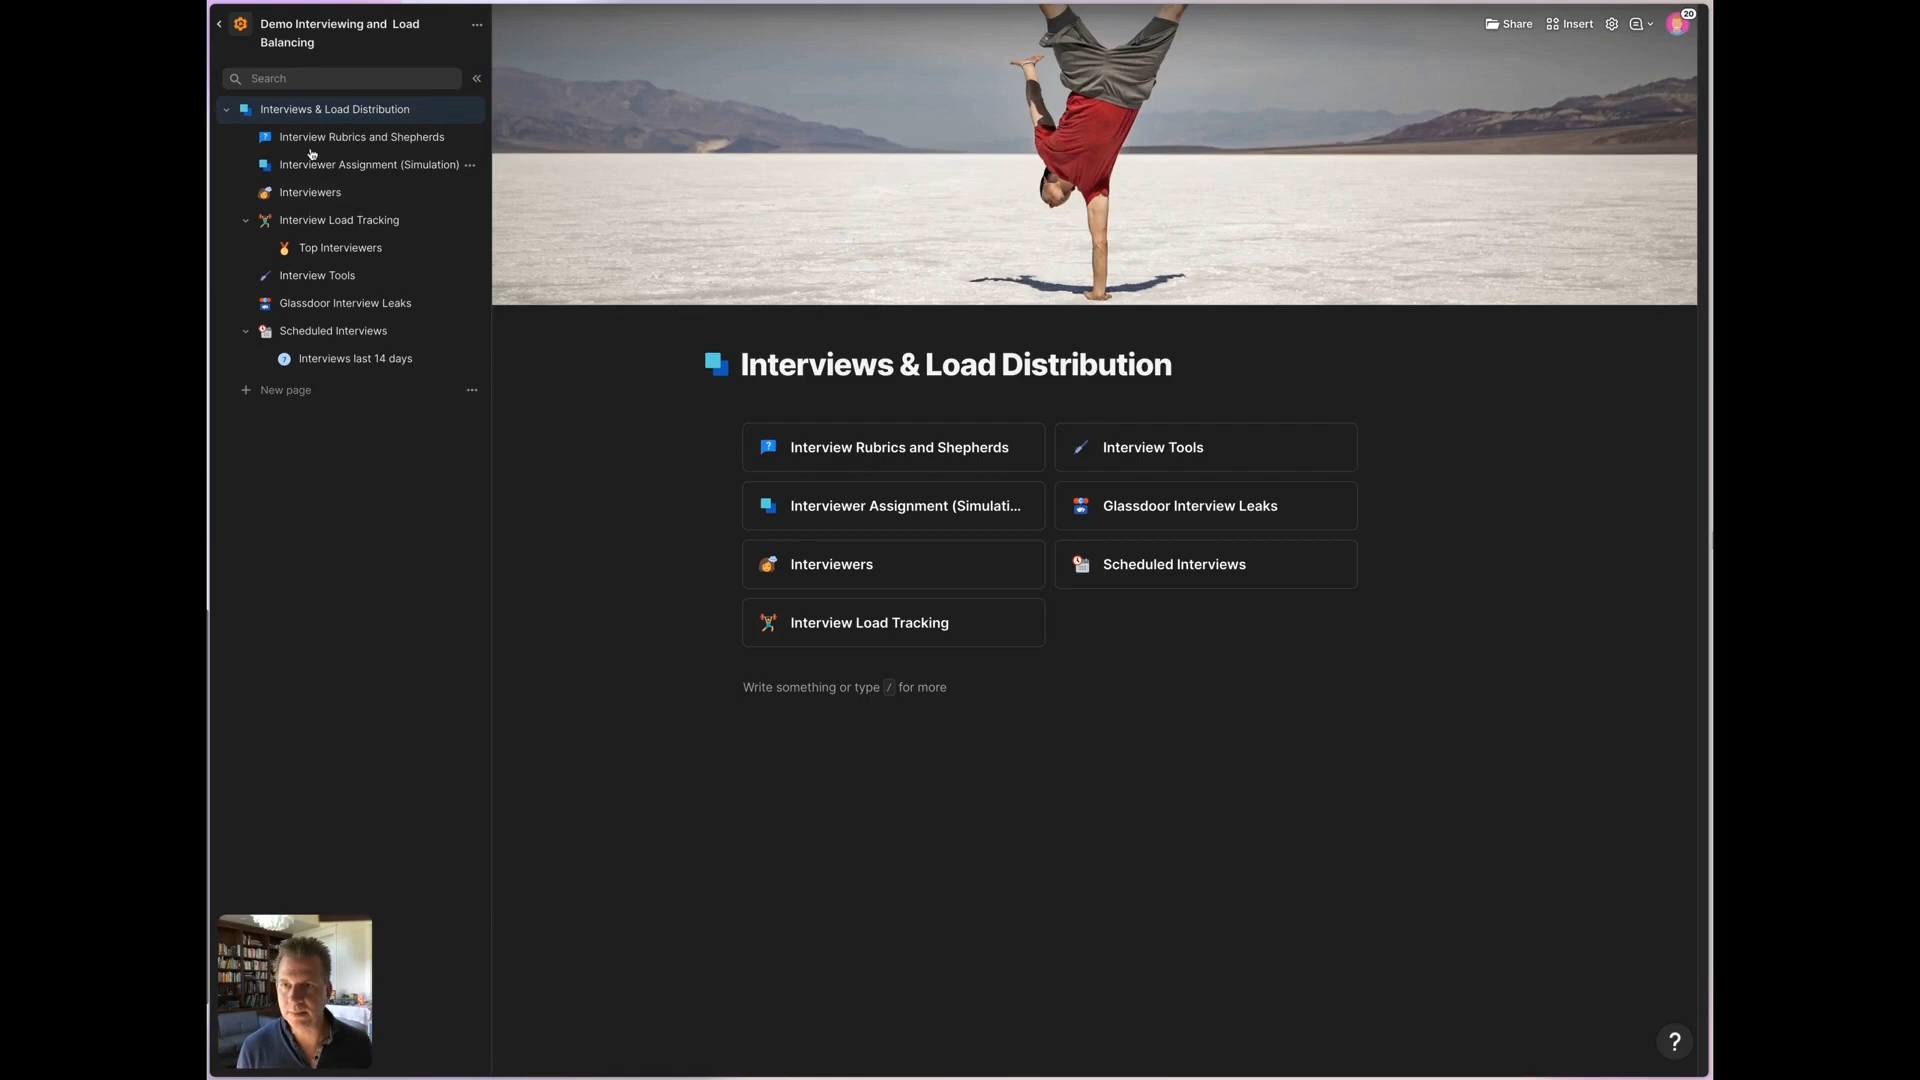 Demo Interviewing and Load
Balancing
Search
Interviews & Load Distribution
Interview Rubrics and Shepherds
Interviewer Assignment (Simulation)
Interviewers
Interview Load Tracking
Top Interviewers
Interview Tools
Glassdoor Interview Leaks
Scheduled Interviews
7
Interviews last 14 days
New page
Share
Insert
20
Interviews & Load Distribution
Interview Rubrics and Shepherds
Interview Tools
Interviewer Assignment (Simulati...
Glassdoor Interview Leaks
Interviewers
Scheduled Interviews
Interview Load Tracking
Write something or type / for more
?